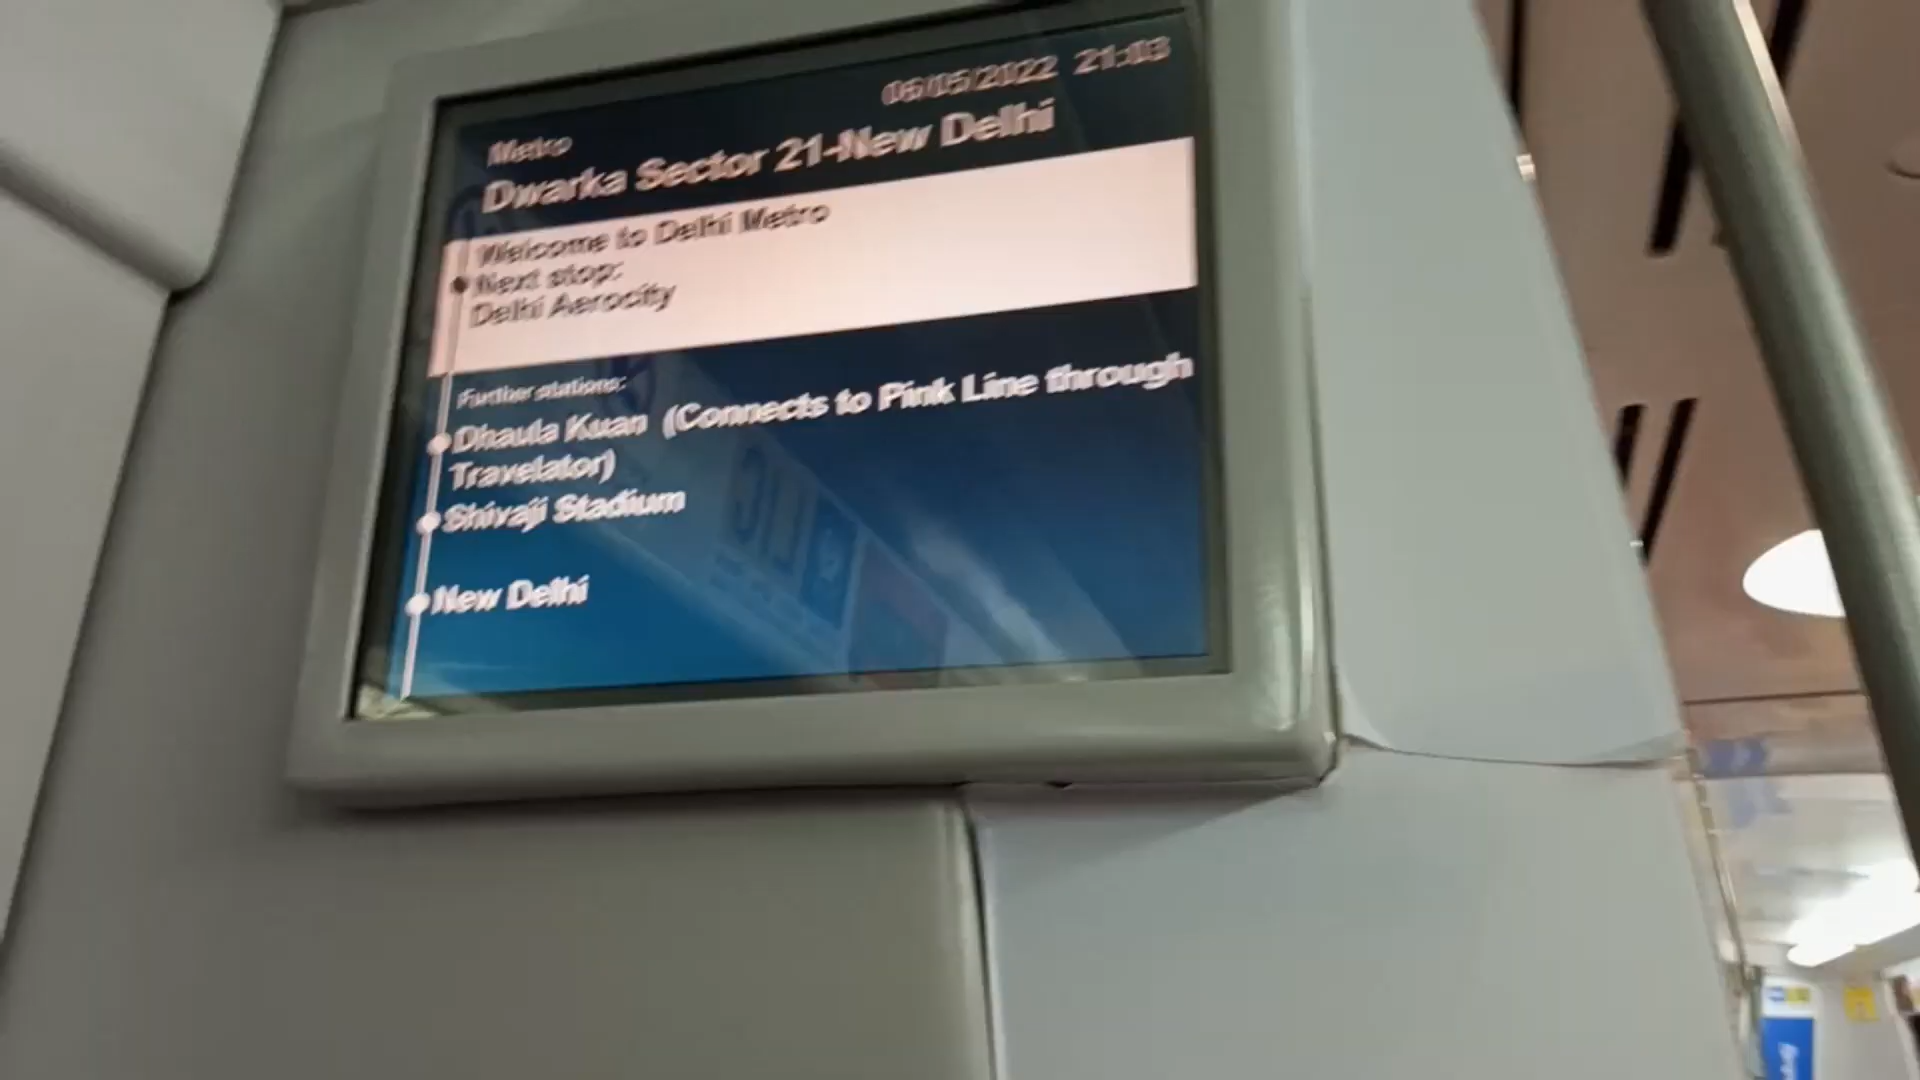 06/05/2022 21:03
Metro
Dwarka Sector 21-New Delhi
Welcome to Delhi Metro
Next stop:
Delhi Aerocity
Further stations:
Dhaula Kuan (Connects to Pink Line through
Travelator)
Shivaji Stadium
New Delhi